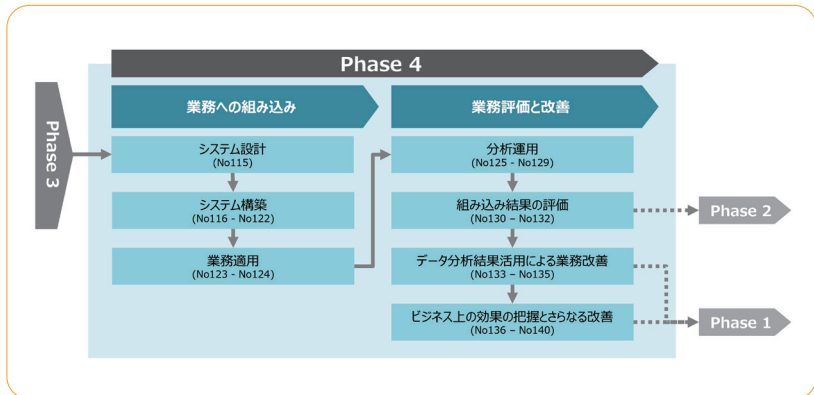 Phase 4
Phase 3
業務への組み込み
システム設計
(No115)
システム構築
(No116 - No122)
業務適用
(No123 - No124)
業務評価と改善
分析運用
(No125 - No129)
組み込み結果の評価
(No130 – No132)
データ分析結果活用による業務改善
(No133 – No135)
ビジネス上の効果の把握とさらなる改善
(No136 – No140)
Phase 2
Phase 1